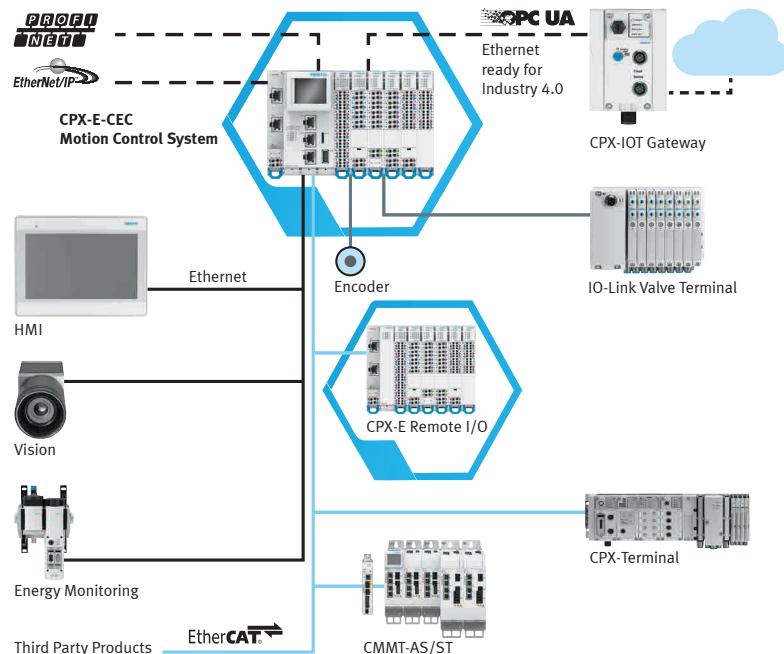 PROFI
NET
EtherNet/IP
CPX-E-CEC
Motion Control System
OPC UA
Ethernet
ready for
Industry 4.0
CPX-IOT Gateway
IO-Link Valve Terminal
Encoder
Ethernet
HMI
CPX-E Remote I/O
Vision
CPX-Terminal
Energy Monitoring
Third Party Products
EtherCAT®
CMMT-AS/ST